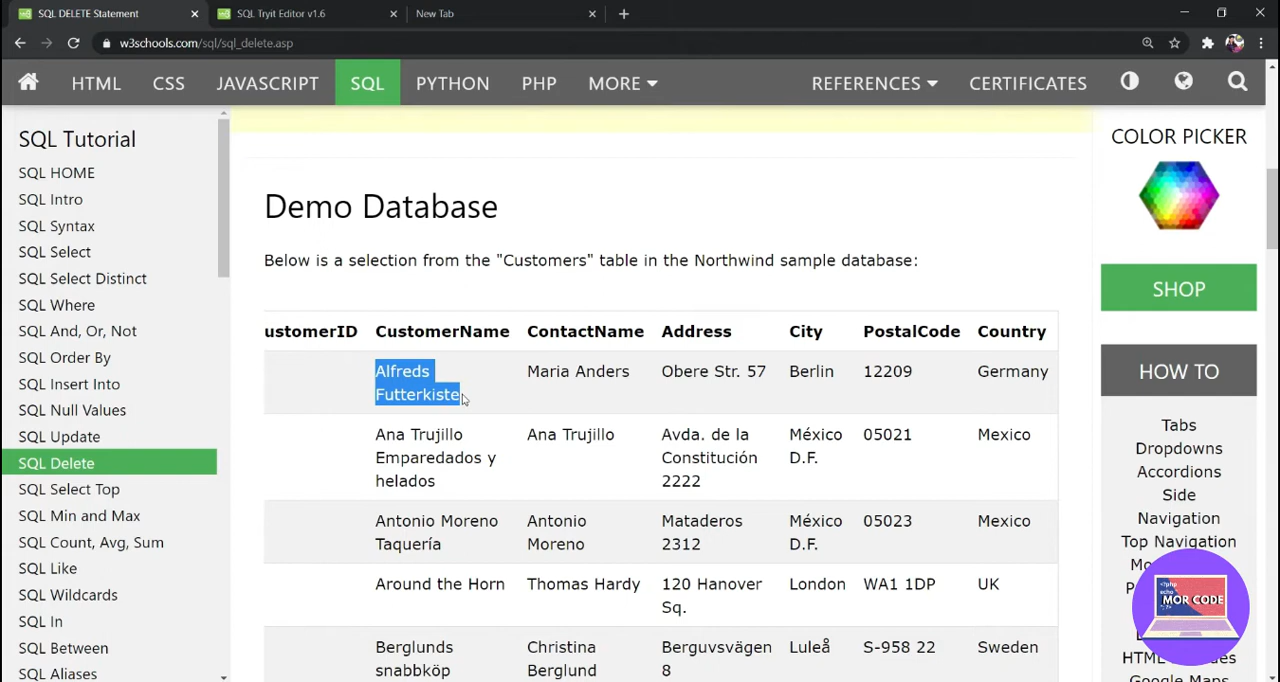 SQL DELETE Statement
SQL Tryit Editor v1.6
New Tab
w3schools.com/sql/sql_delete.asp
HTML CSS JAVASCRIPT SQL PYTHON PHP MORE REFERENCES CERTIFICATES
SQL Tutorial
SQL HOME
SQL Intro
SQL Syntax
SQL Select
SQL Select Distinct
SQL Where
SQL And, Or, Not
SQL Order By
SQL Insert Into
SQL Null Values
SQL Update
SQL Delete
SQL Select Top
SQL Min and Max
SQL Count, Avg, Sum
SQL Like
SQL Wildcards
SQL In
SQL Between
SQL Aliases
Demo Database
Below is a selection from the "Customers" table in the Northwind sample database:
ustomerID CustomerName ContactName Address City PostalCode Country
Alfreds Maria Anders Obere Str. 57 Berlin 12209 Germany
Futterkiste
Ana Trujillo Ana Trujillo Avda. de la México 05021 Mexico
Emparedados y Constitución D.F.
helados 2222
Antonio Moreno Antonio Mataderos México 05023 Mexico
Taquería Moreno 2312 D.F.
Around the Horn Thomas Hardy 120 Hanover London WA1 1DP UK
Sq.
Berglunds Christina Berguvsvägen Luleå S-958 22 Sweden
snabbköp Berglund 8
COLOR PICKER
SHOP
HOW TO
Tabs
Dropdowns
Accordions
Side
Navigation
Top Navigation
HTML
Google Maps
<?php
echo
MOR CODE